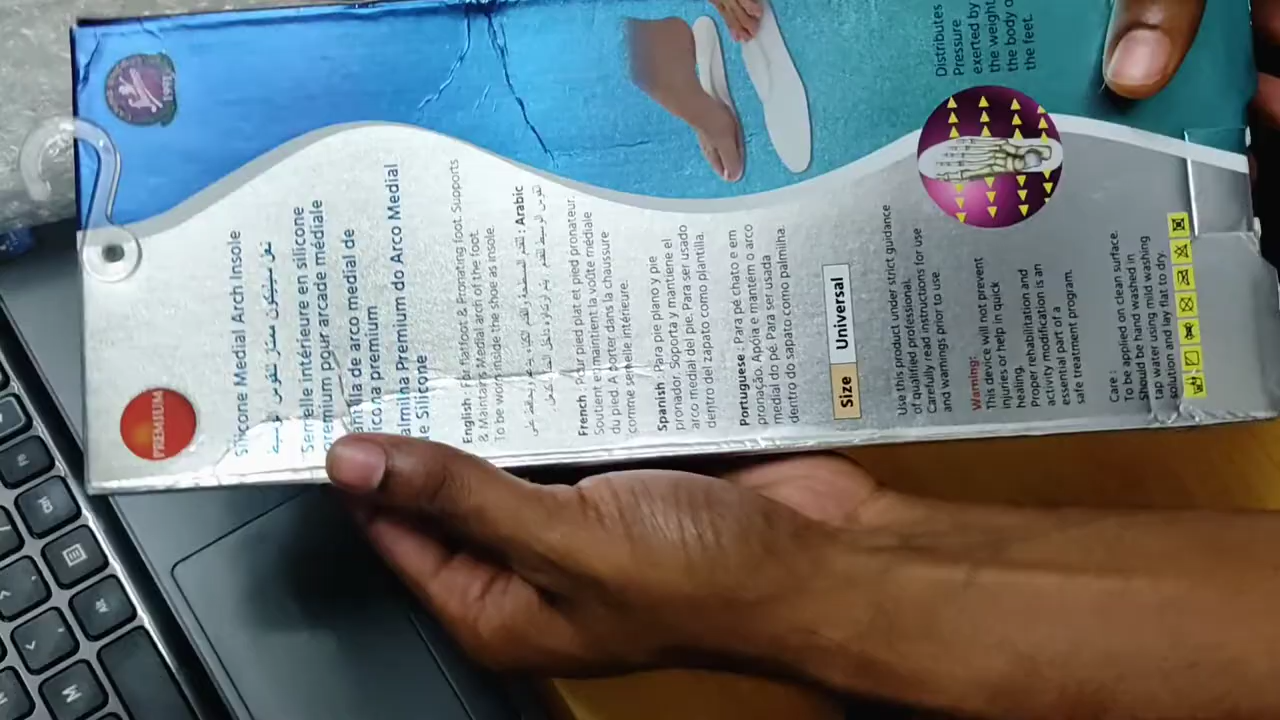 PREMIUM
Silicone Medial Arch Insole
نعل سيليكون ممتاز لتقوس
Semelle intérieure en silicone
premium pour arcade médiale
antilla de arco medial de
icona premium
almilha Premium do Arco Medial
de Silicone
English : For flatfoot & Pronating foot. Supports
& Maintains Medial arch of the foot.
To be worn inside the shoe as insole.
: Arabic
French : Pour pied plat et pied pronateur.
Soutient et maintient la voûte médiale
du pied. A porter dans la chaussure
comme semelle intérieure.
Spanish : Para pie plano y pie
pronador. Soporta y mantiene el
arco medial del pie. Para ser usado
dentro del zapato como plantilla.
Portuguese : Para pé chato e em
pronação. Apóia e mantém o arco
medial do pé. Para ser usada
dentro do sapato como palmilha.
Size Universal
Distributes
Pressure
exerted by
the weight
the body o
the feet.
Use this product under strict guidance
of qualified professional.
Carefully read instructions for use
and warnings prior to use.
Warning:
This device will not prevent
injuries or help in quick
healing.
Proper rehabilitation and
activity modification is an
essential part of a
safe treatment program.
Care :
To be applied on clean surface.
Should be hand washed in
tap water using mild washing
solution and lay flat to dry.